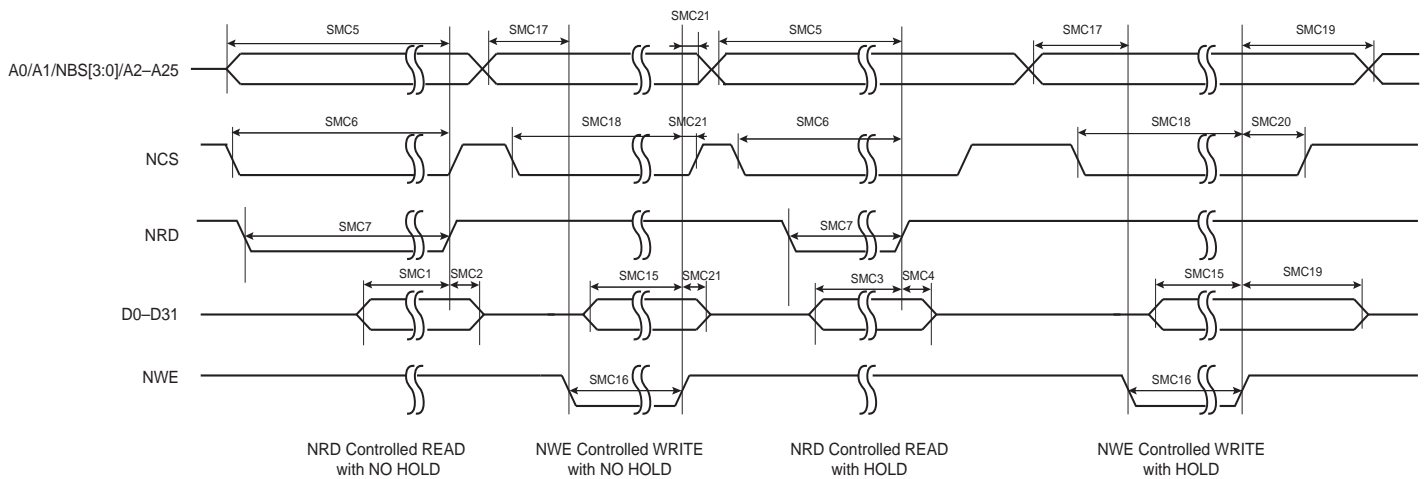 SMC5 SMC17 SMC21 SMC5 SMC17 SMC19
A0/A1/NBS[3:0]/A2–A25
SMC6 SMC18 SMC21 SMC6 SMC18 SMC20
NCS
SMC7 SMC7
NRD
SMC1 SMC2 SMC15 SMC21 SMC3 SMC4 SMC15 SMC19
D0–D31
NWE
SMC16 SMC16
NRD Controlled READ
with NO HOLD
NWE Controlled WRITE
with NO HOLD
NRD Controlled READ
with HOLD
NWE Controlled WRITE
with HOLD